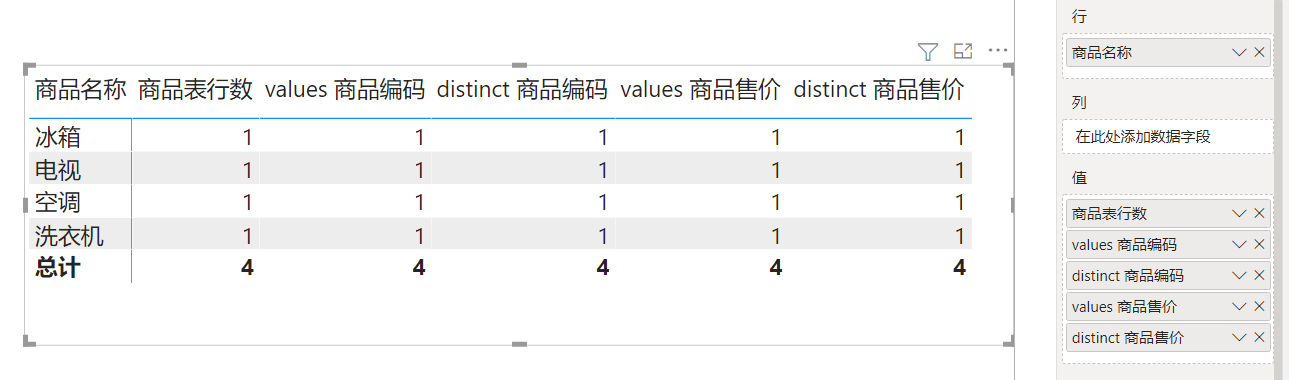 商品名称 商品表行数 values 商品编码 distinct 商品编码 values 商品售价 distinct 商品售价
冰箱 1 1 1 1 1
电视 1 1 1 1 1
空调 1 1 1 1 1
洗衣机 1 1 1 1 1
总计 4 4 4 4 4
行
商品名称
列
在此处添加数据字段
值
商品表行数
values 商品编码
distinct 商品编码
values 商品售价
distinct 商品售价